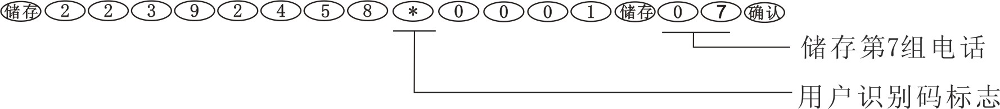 储存 2 2 3 9 2 4 5 8 * 0 0 0 1 储存 0 7 确认
储存第7组电话
用户识别码标志